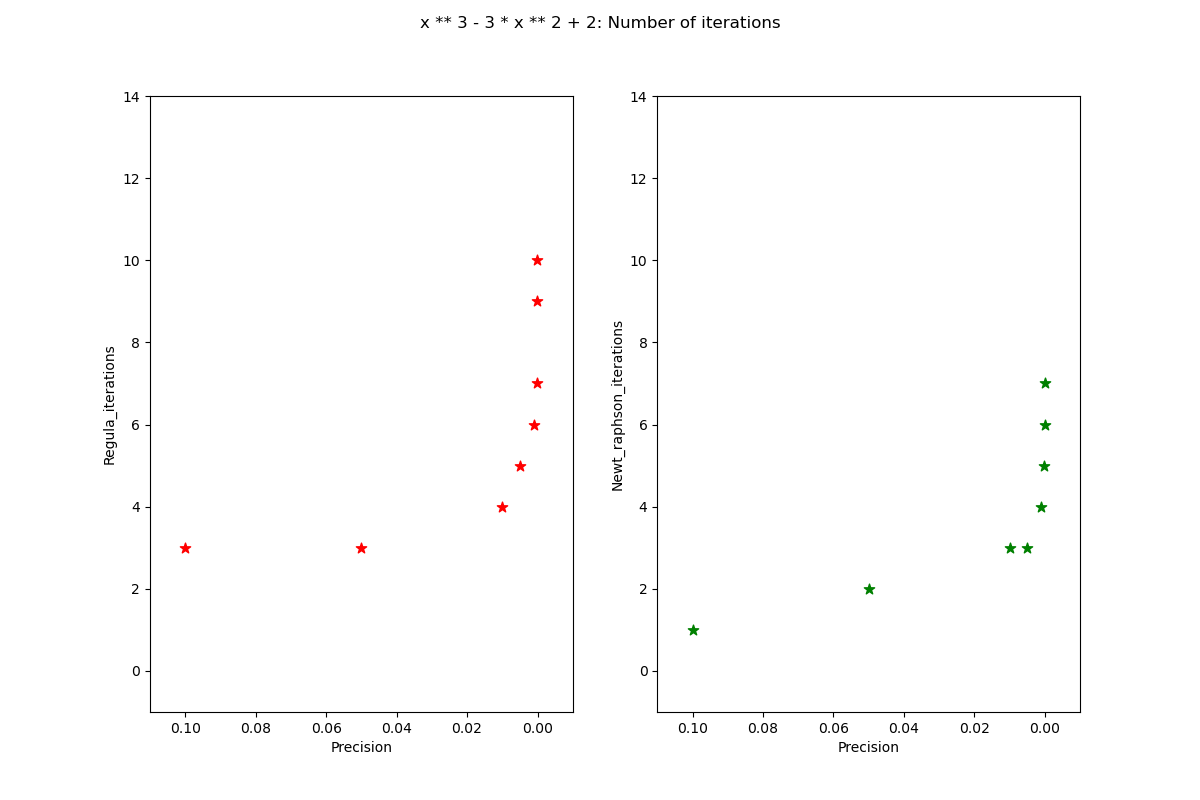 x ** 3 - 3 * x ** 2 + 2: Number of iterations
14
12
10
8
6
4
2
0
Regula_iterations
0.10 0.08 0.06 0.04 0.02 0.00
Precision
14
12
10
8
6
4
2
0
Newt_raphson_iterations
0.10 0.08 0.06 0.04 0.02 0.00
Precision